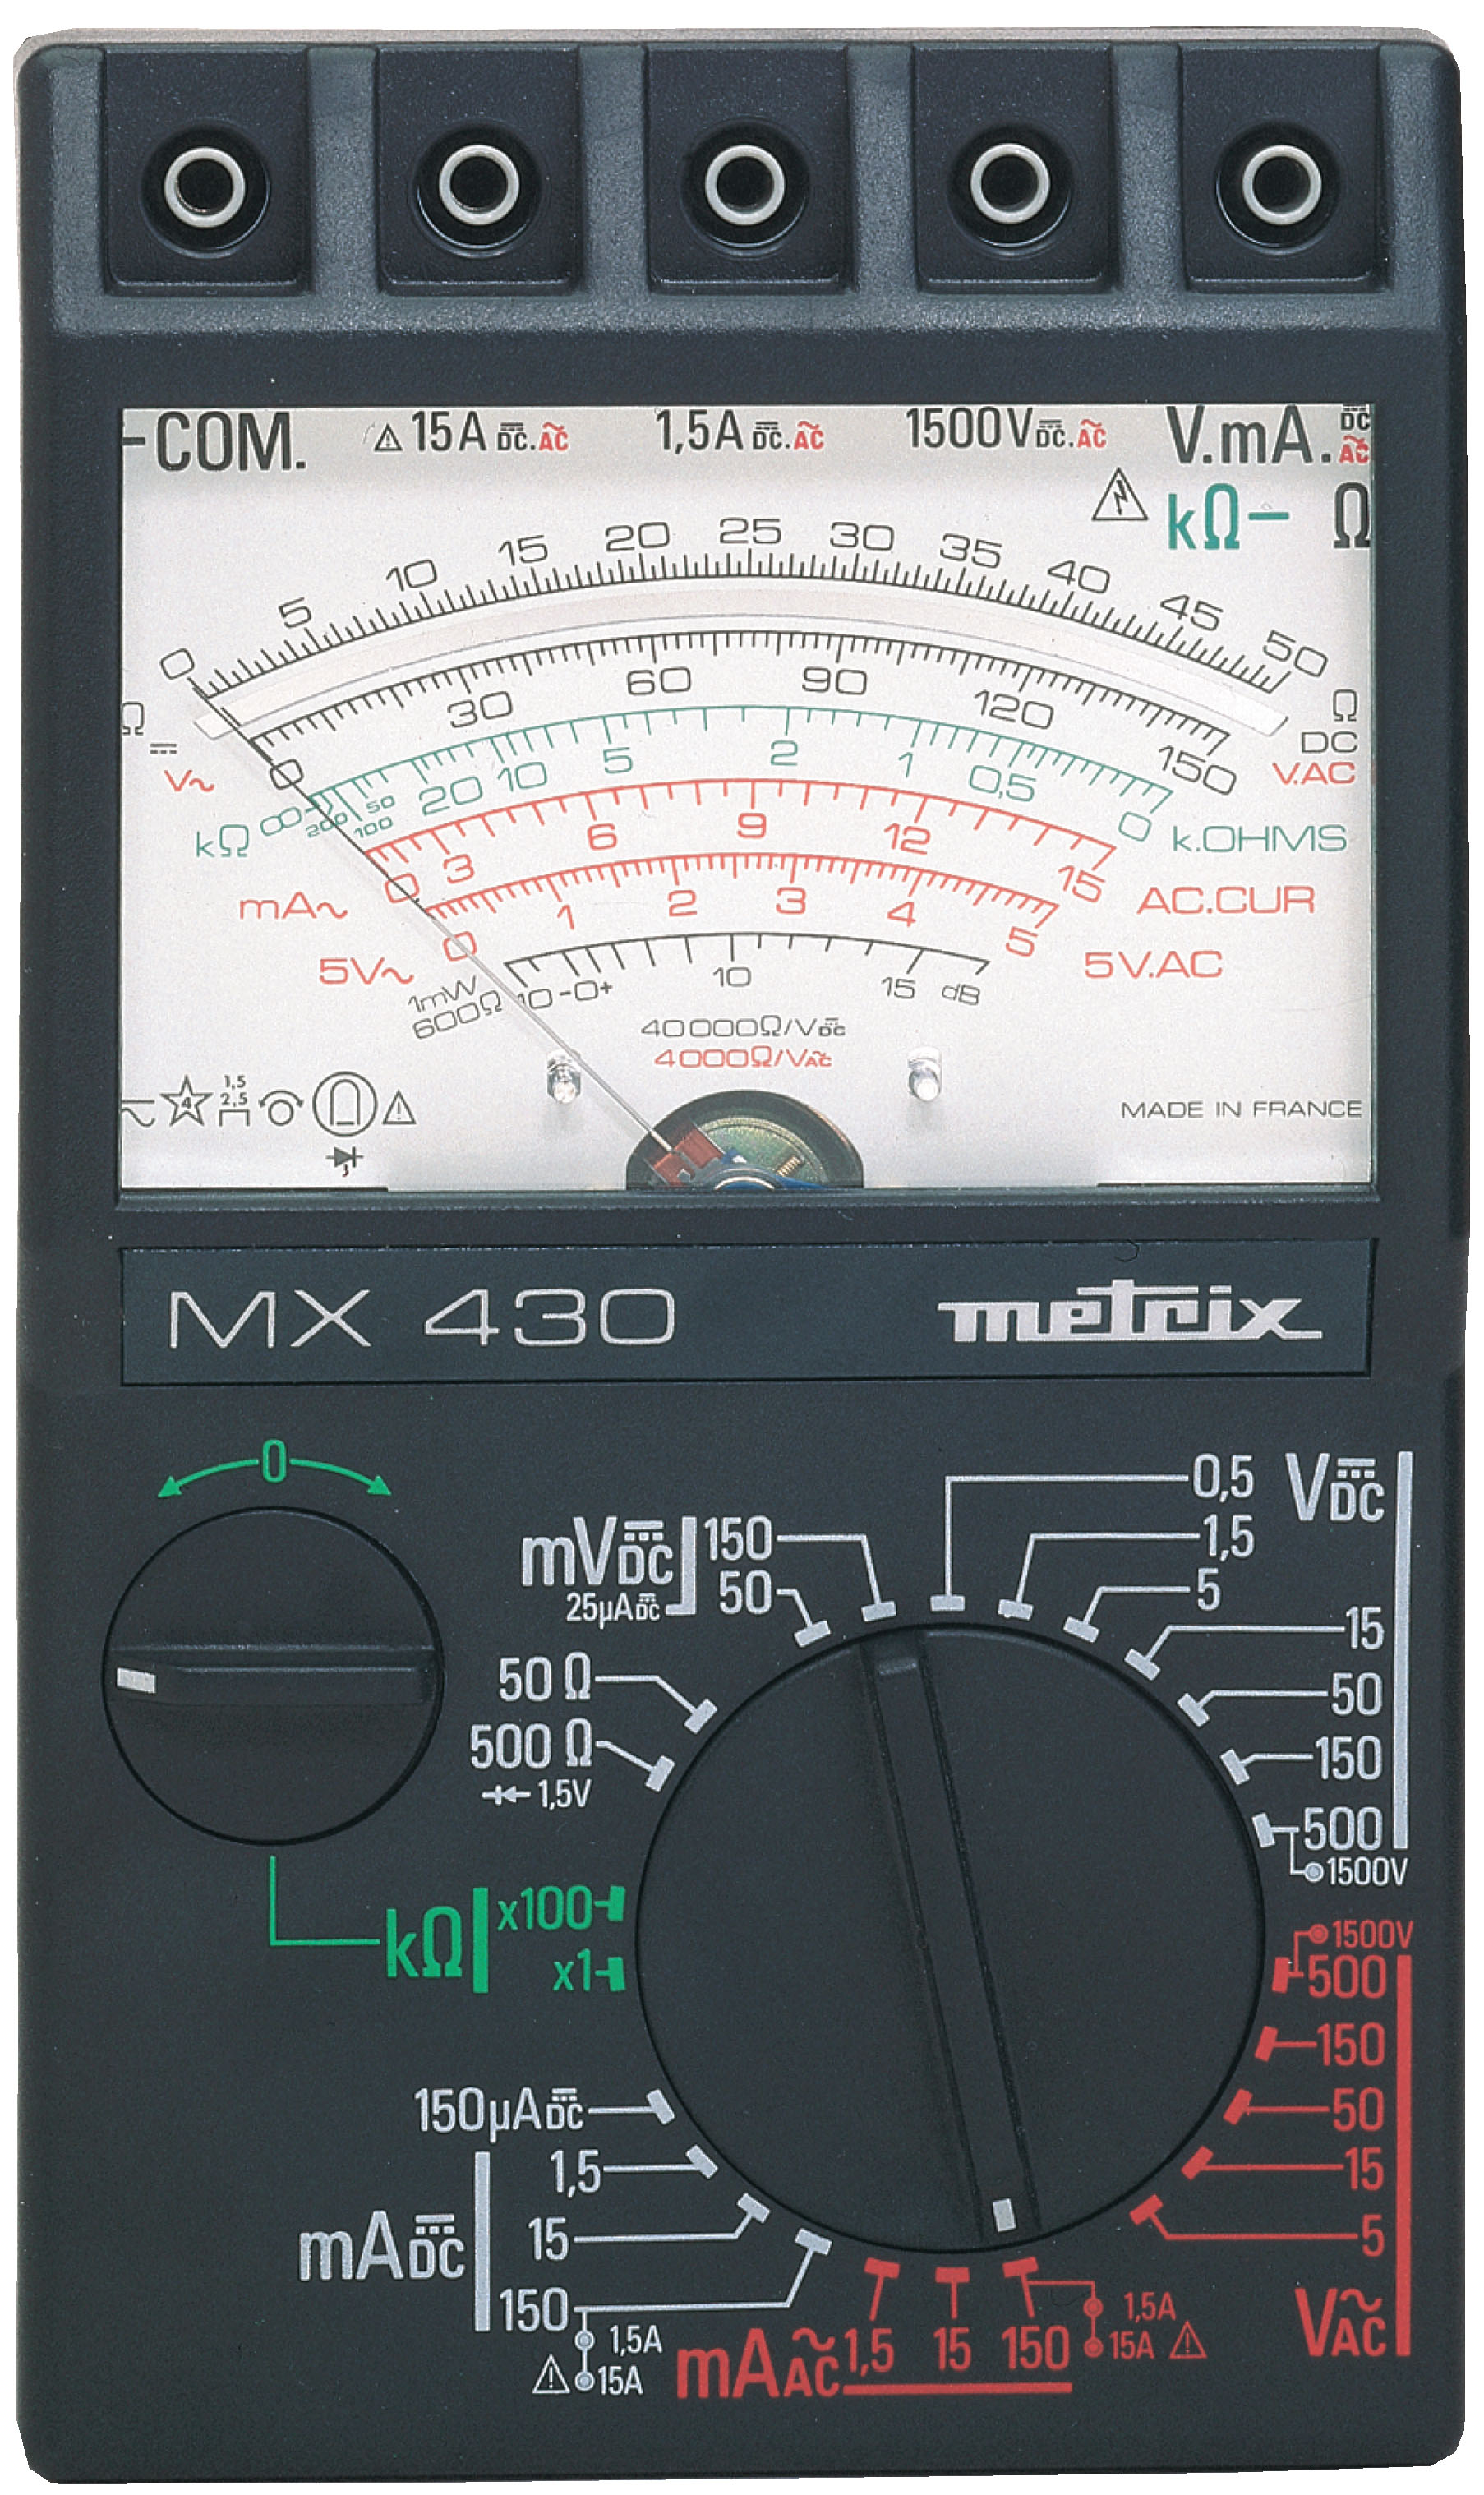 -COM. ⚠ 15A DC.AC 1,5A DC.AC 1500V DC.AC V.mA. DC AC
kΩ- Ω
0 5 10 15 20 25 30 35 40 45 50
Ω V~ 0 30 60 90 120 150 Ω DC V.AC
kΩ ∞ 200 100 50 20 10 5 2 1 0,5 0 k.OHMS
mA~ 0 3 6 9 12 15 AC.CUR
5V~ 0 1 2 3 4 5 5V.AC
1mW 600Ω 10 -0+ 10 15 dB
40000Ω/V DC
4000Ω/V AC
4 1,5 2,5
MADE IN FRANCE
MX 430 metrix
0
mV DC 150
50
25µA DC
50 Ω
500 Ω
1,5V
kΩ x100
x1
150µA DC
mA DC 1,5
15
150
1,5A
⚠ 15A
mA AC 1,5 15 150
1,5A
15A ⚠
V DC 0,5
1,5
5
15
50
150
500
1500V
1500V
500
150
50
15
5
V AC